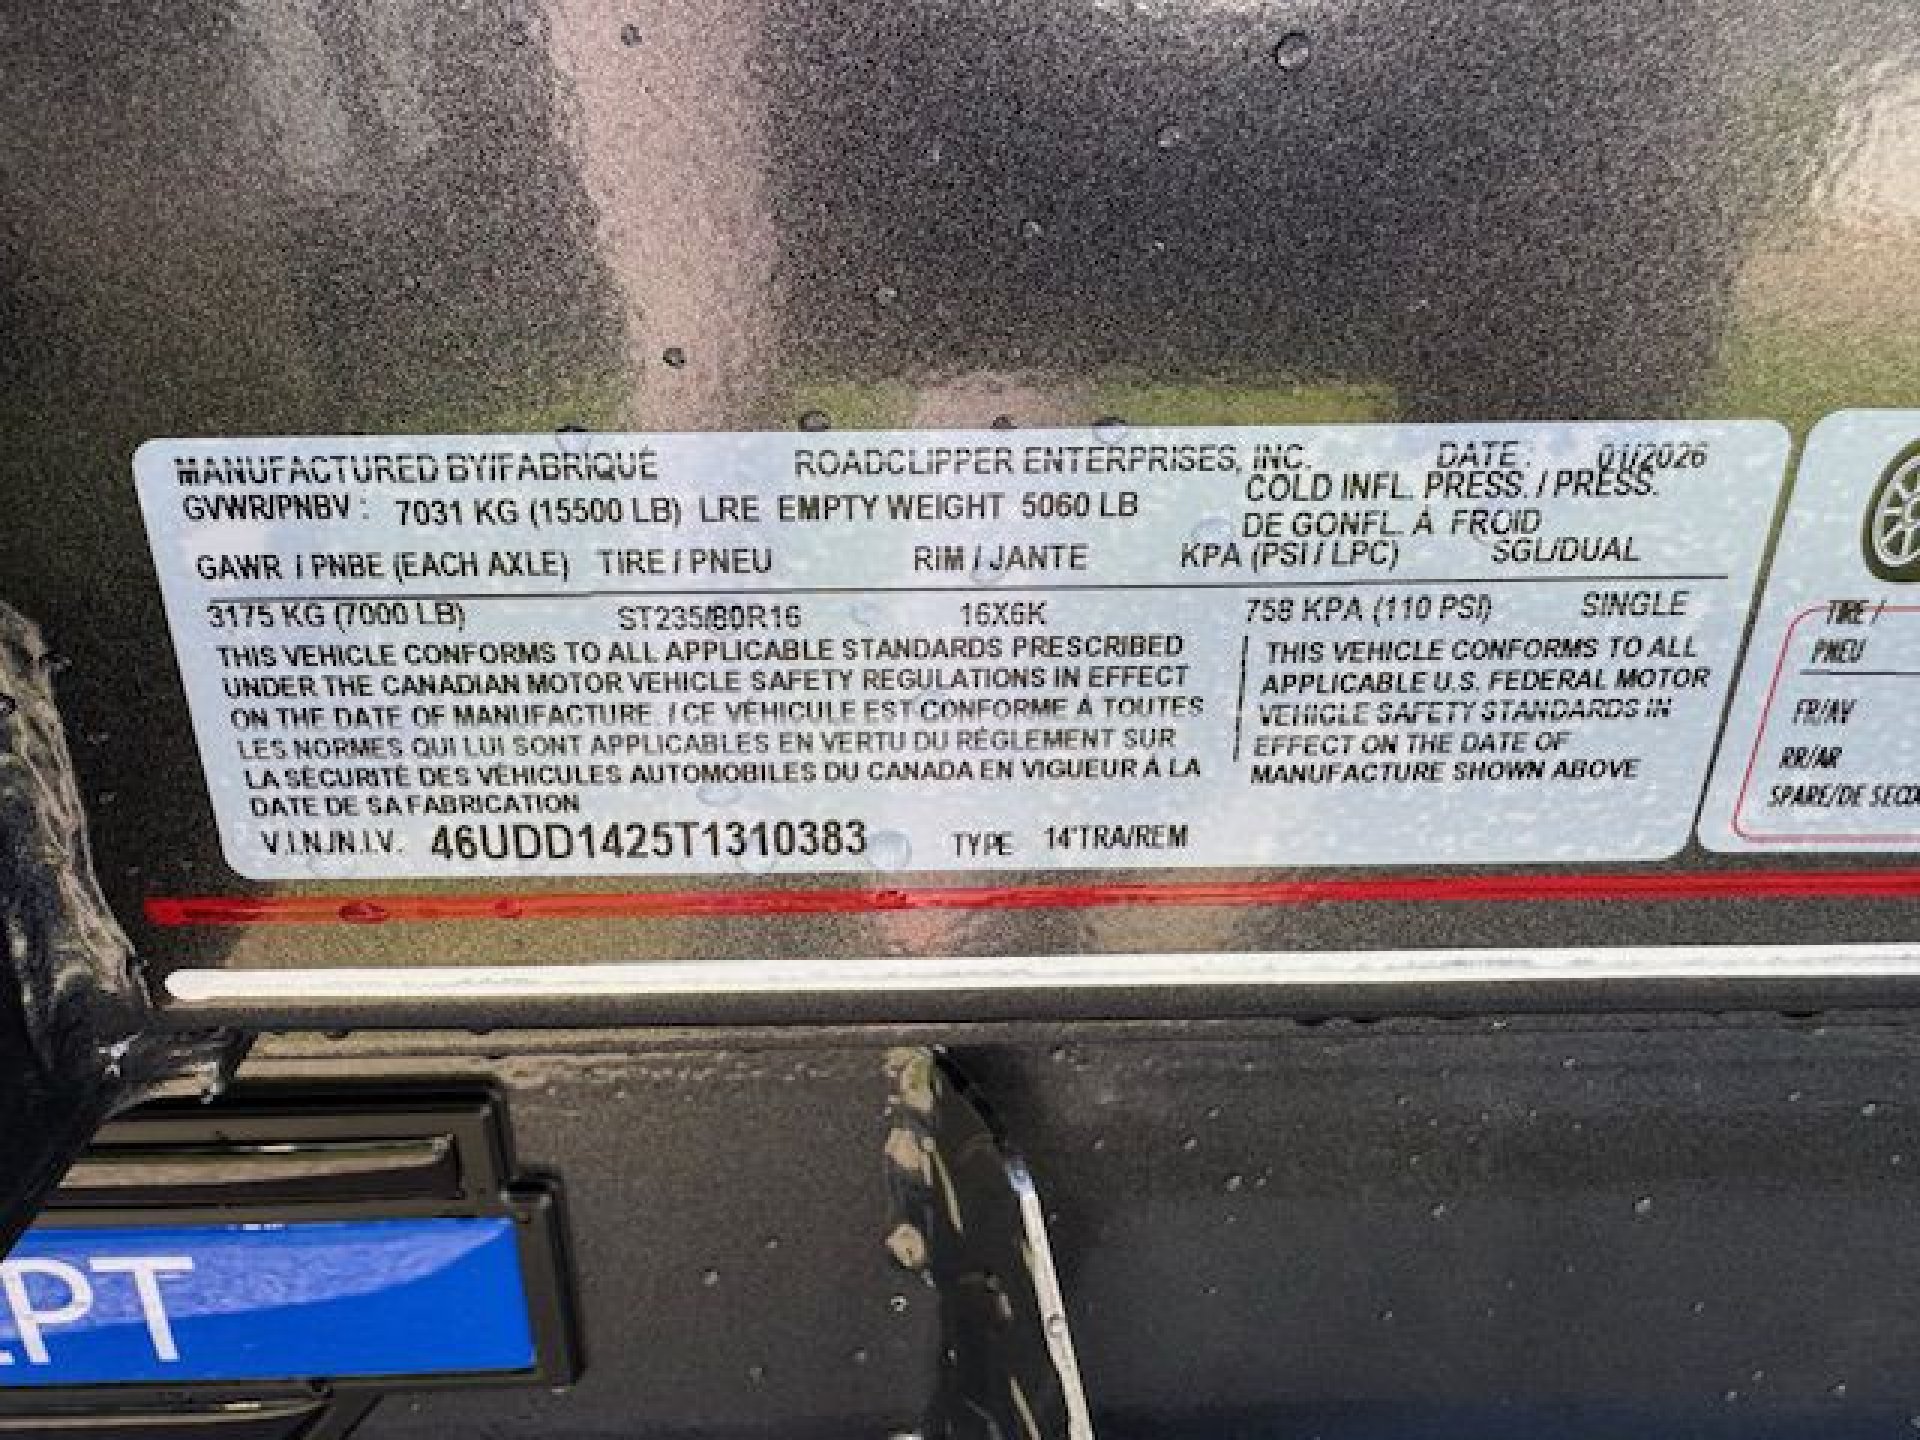 MANUFACTURED BY/FABRIQUÉ ROADCLIPPER ENTERPRISES, INC. DATE: 01/2026
GVWR/PNBV: 7031 KG (15500 LB) LRE EMPTY WEIGHT 5060 LB
COLD INFL. PRESS. / PRESS.
DE GONFL. À FROID
GAWR / PNBE (EACH AXLE) TIRE / PNEU RIM / JANTE KPA (PSI / LPC) SGL/DUAL
3175 KG (7000 LB) ST235/80R16 16X6K 758 KPA (110 PSI) SINGLE
THIS VEHICLE CONFORMS TO ALL APPLICABLE STANDARDS PRESCRIBED
UNDER THE CANADIAN MOTOR VEHICLE SAFETY REGULATIONS IN EFFECT
ON THE DATE OF MANUFACTURE. / CE VÉHICULE EST CONFORME À TOUTES
LES NORMES QUI LUI SONT APPLICABLES EN VERTU DU RÈGLEMENT SUR
LA SÉCURITÉ DES VÉHICULES AUTOMOBILES DU CANADA EN VIGUEUR À LA
DATE DE SA FABRICATION
THIS VEHICLE CONFORMS TO ALL
APPLICABLE U.S. FEDERAL MOTOR
VEHICLE SAFETY STANDARDS IN
EFFECT ON THE DATE OF
MANUFACTURE SHOWN ABOVE
V.I.N./N.I.V. 46UDD1425T1310383 TYPE 14'TRA/REM
TIRE /
PNEU
FR/AV
RR/AR
SPARE/DE
PT